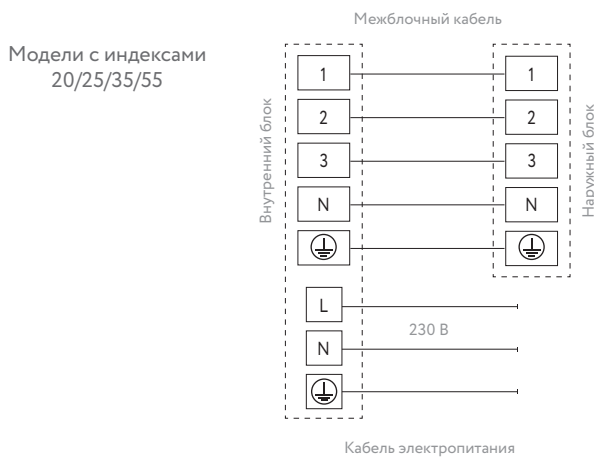 Межблочный кабель
Модели с индексами
20/25/35/55
Внутренний блок
Наружный блок
1 1
2 2
3 3
N N
L
230 В
N
Кабель электропитания